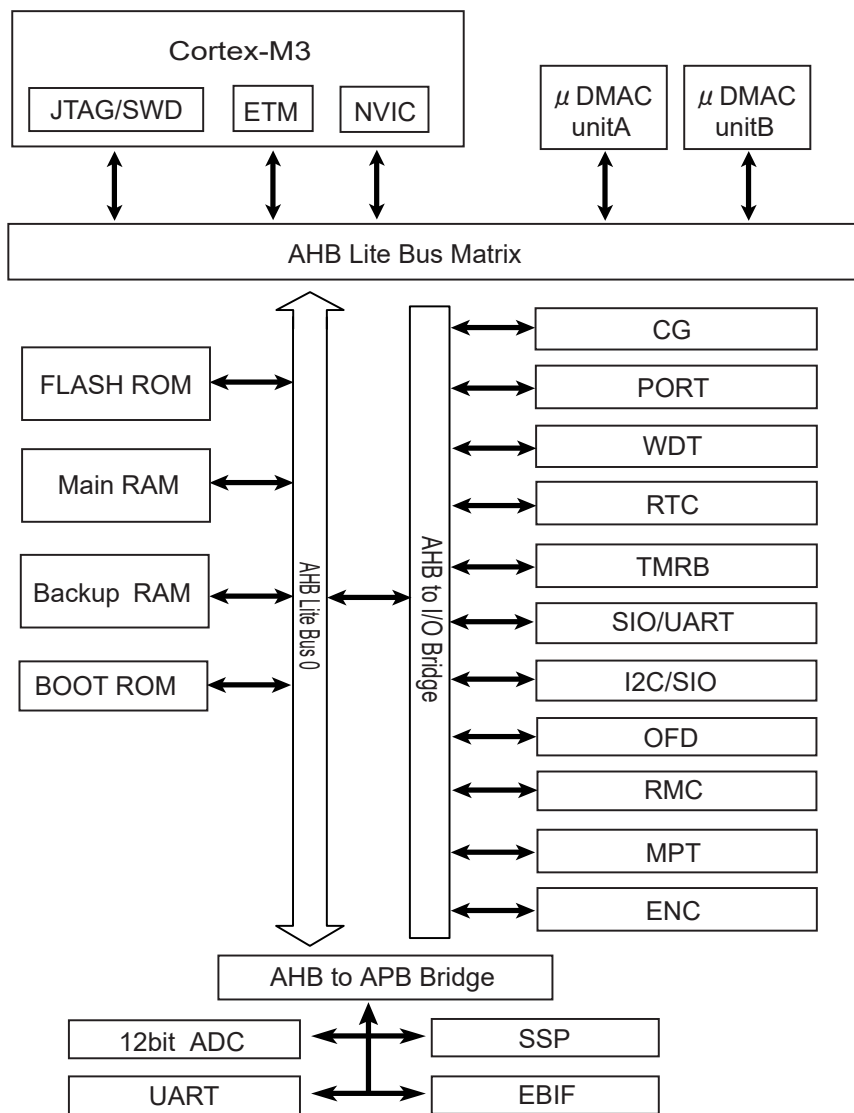 Cortex-M3
JTAG/SWD
ETM
NVIC
μ DMAC
unitA
μ DMAC
unitB
AHB Lite Bus Matrix
FLASH ROM
Main RAM
Backup RAM
BOOT ROM
AHB Lite Bus 0
AHB to I/O Bridge
CG
PORT
WDT
RTC
TMRB
SIO/UART
I2C/SIO
OFD
RMC
MPT
ENC
AHB to APB Bridge
12bit ADC
SSP
UART
EBIF